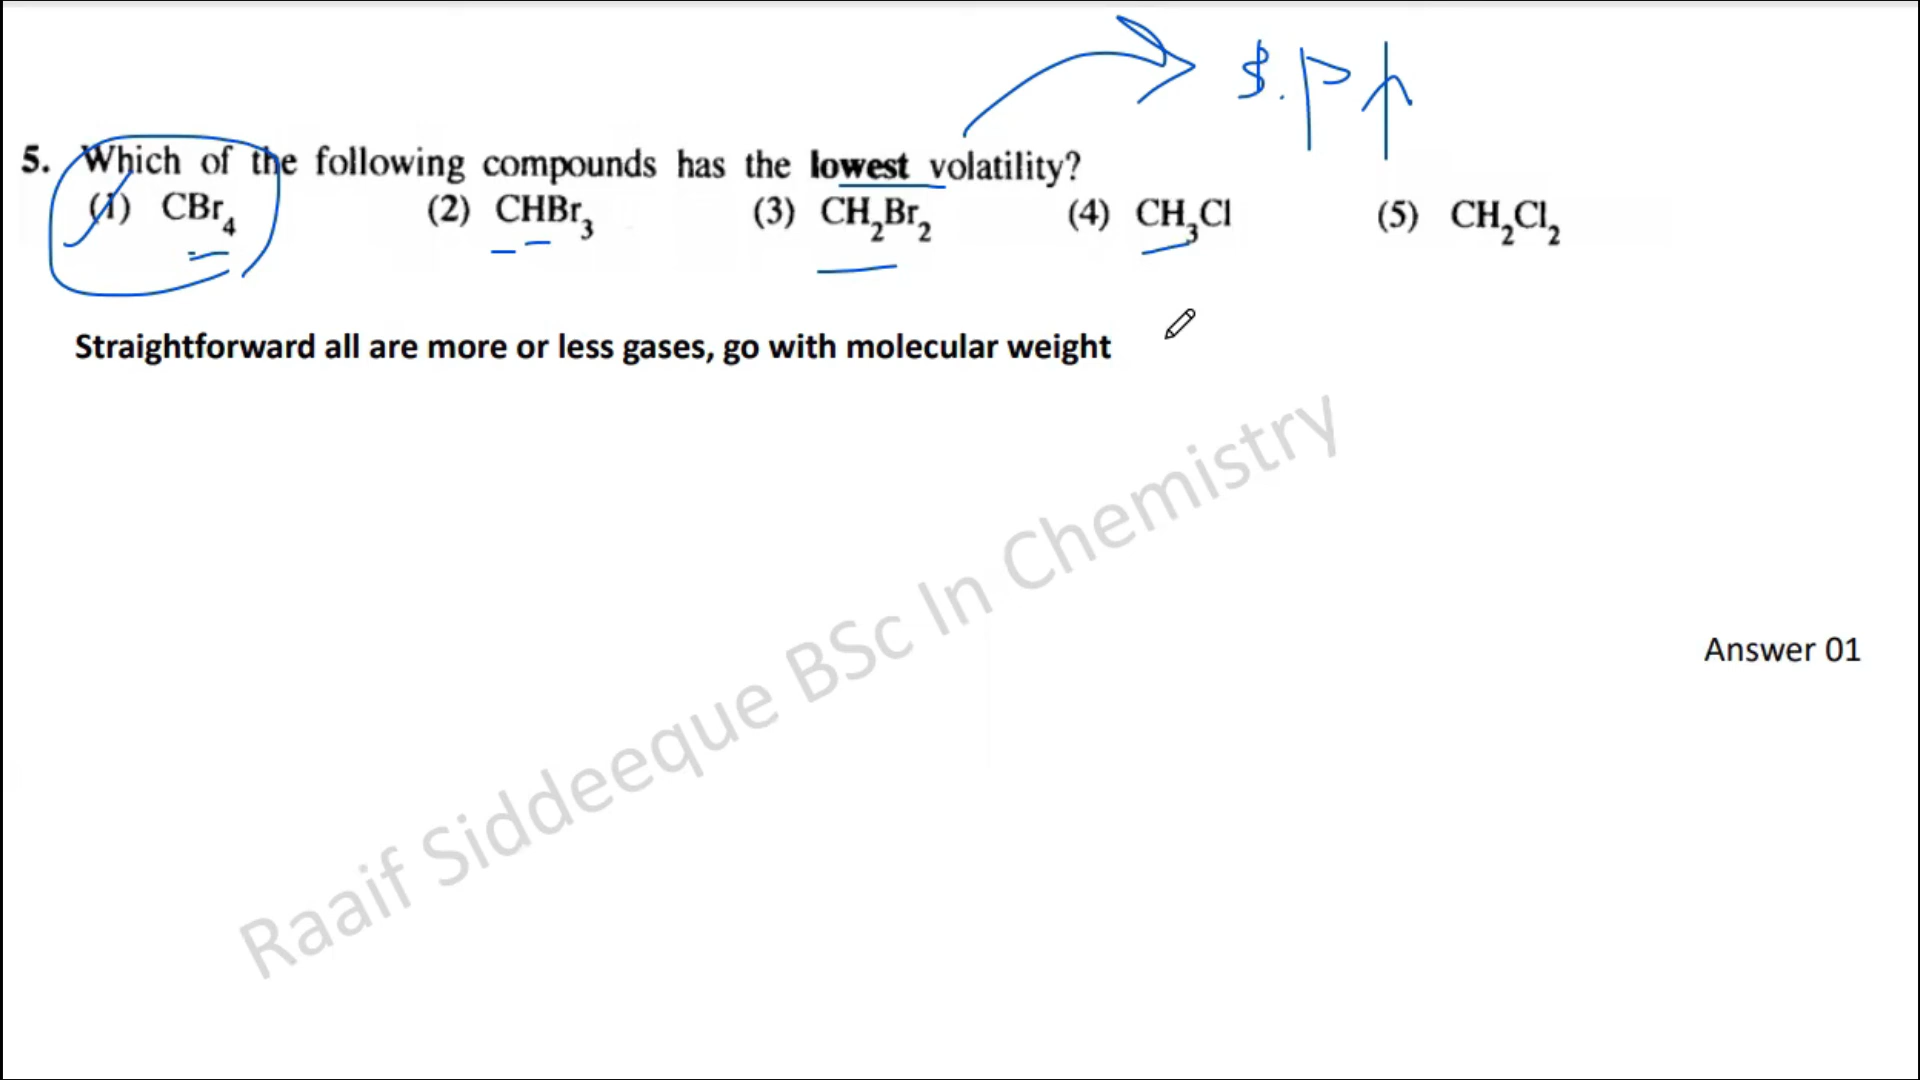 B.P ↑
5. Which of the following compounds has the lowest volatility?
(1) CBr₄ (2) CHBr₃ (3) CH₂Br₂ (4) CH₃Cl (5) CH₂Cl₂
Straightforward all are more or less gases, go with molecular weight
Raaif Siddeeque BSc In Chemistry
Answer 01